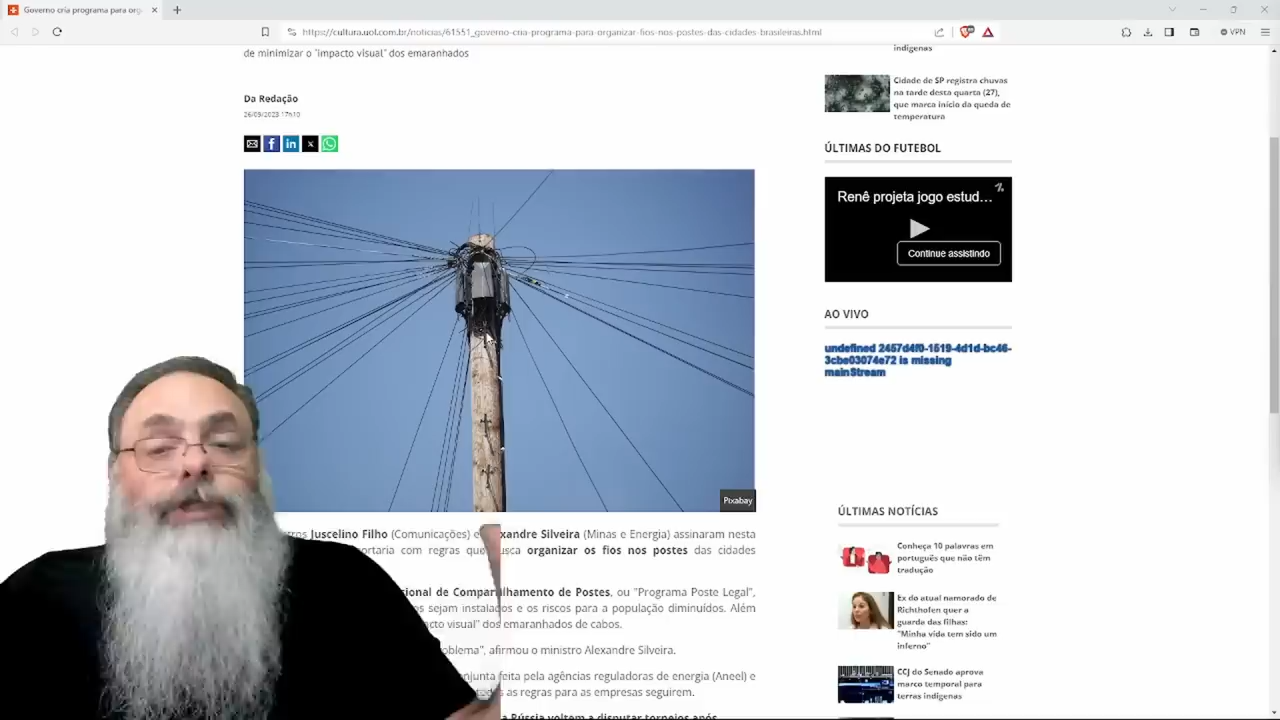 Governo cria programa para org
https://cultura.uol.com.br/noticias/61551_governo-cria-programa-para-organizar-fios-nos-postes-das-cidades-brasileiras.html
VPN
de minimizar o "impacto visual" dos emaranhados
Da Redação
26/09/2023 17h10
Pixabay
Juscelino Filho (Comunicações) e Alexandre Silveira (Minas e Energia) assinaram nesta
portaria com regras que busca organizar os fios nos postes das cidades
de Compartilhamento de Postes, ou "Programa Poste Legal",
sejam instalados e os riscos para a população diminuídos. Além
visual" dos emaranhados de cabos.
afirmou o ministro Alexandre Silveira.
feita pela agências reguladoras de energia (Aneel) e
as regras para as empresas seguirem.
a Rússia voltem a disputar torneios após
indígenas
Cidade de SP registra chuvas
na tarde desta quarta (27),
que marca início da queda de
temperatura
ÚLTIMAS DO FUTEBOL
Renê projeta jogo estud...
Continue assistindo
AO VIVO
undefined 2457d4f0-1519-4d1d-bc46-
3cbe03074e72 is missing
mainStream
ÚLTIMAS NOTÍCIAS
Conheça 10 palavras em
português que não têm
tradução
Ex do atual namorado de
Richthofen quer a
guarda das filhas:
"Minha vida tem sido um
inferno"
CCJ do Senado aprova
marco temporal para
terras indígenas